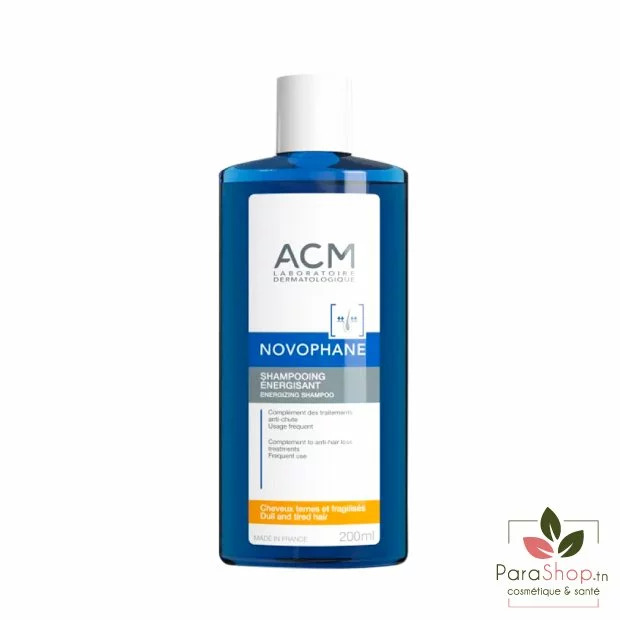 ACM
LABORATOIRE
DERMATOLOGIQUE
NOVOPHANE
SHAMPOOING
ÉNERGISANT
ENERGIZING SHAMPOO
Complément des traitements
anti-chute
Usage fréquent
Complement to anti-hair loss
treatments
Frequent use
Cheveux ternes et fragilisés
Dull and tired hair
MADE IN FRANCE 200ml
ParaShop.tn
cosmétique & santé